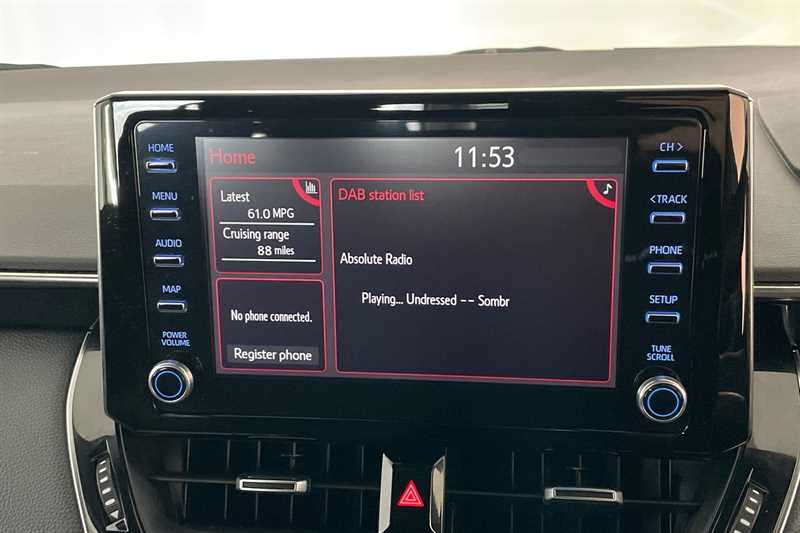 HOME
MENU
AUDIO
MAP
POWER
VOLUME
Home
11:53
Latest
61.0 MPG
Cruising range
88 miles
No phone connected.
Register phone
DAB station list
Absolute Radio
Playing... Undressed -- Sombr
CH >
< TRACK
PHONE
SETUP
TUNE
SCROLL